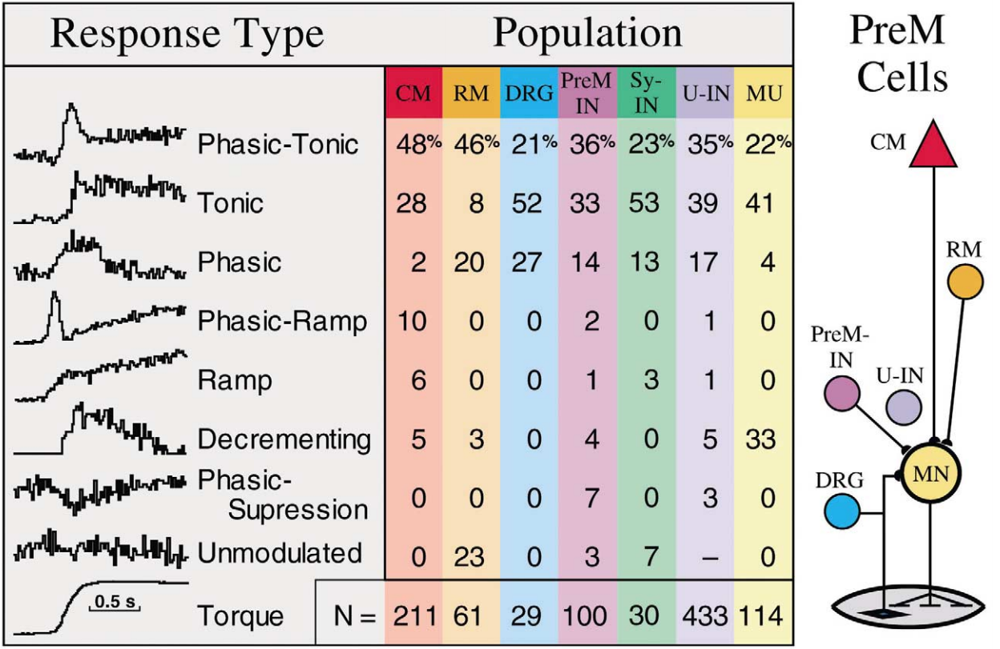 Response Type Population
CM RM DRG PreM IN Sy-IN U-IN MU
Phasic-Tonic 48% 46% 21% 36% 23% 35% 22%
Tonic 28 8 52 33 53 39 41
Phasic 2 20 27 14 13 17 4
Phasic-Ramp 10 0 0 2 0 1 0
Ramp 6 0 0 1 3 1 0
Decrementing 5 3 0 4 0 5 33
Phasic-
Supression 0 0 0 7 0 3 0
Unmodulated 0 23 0 3 7 – 0
0.5 s
Torque N = 211 61 29 100 30 433 114
PreM
Cells
CM
RM
PreM-
IN
U-IN
MN
DRG